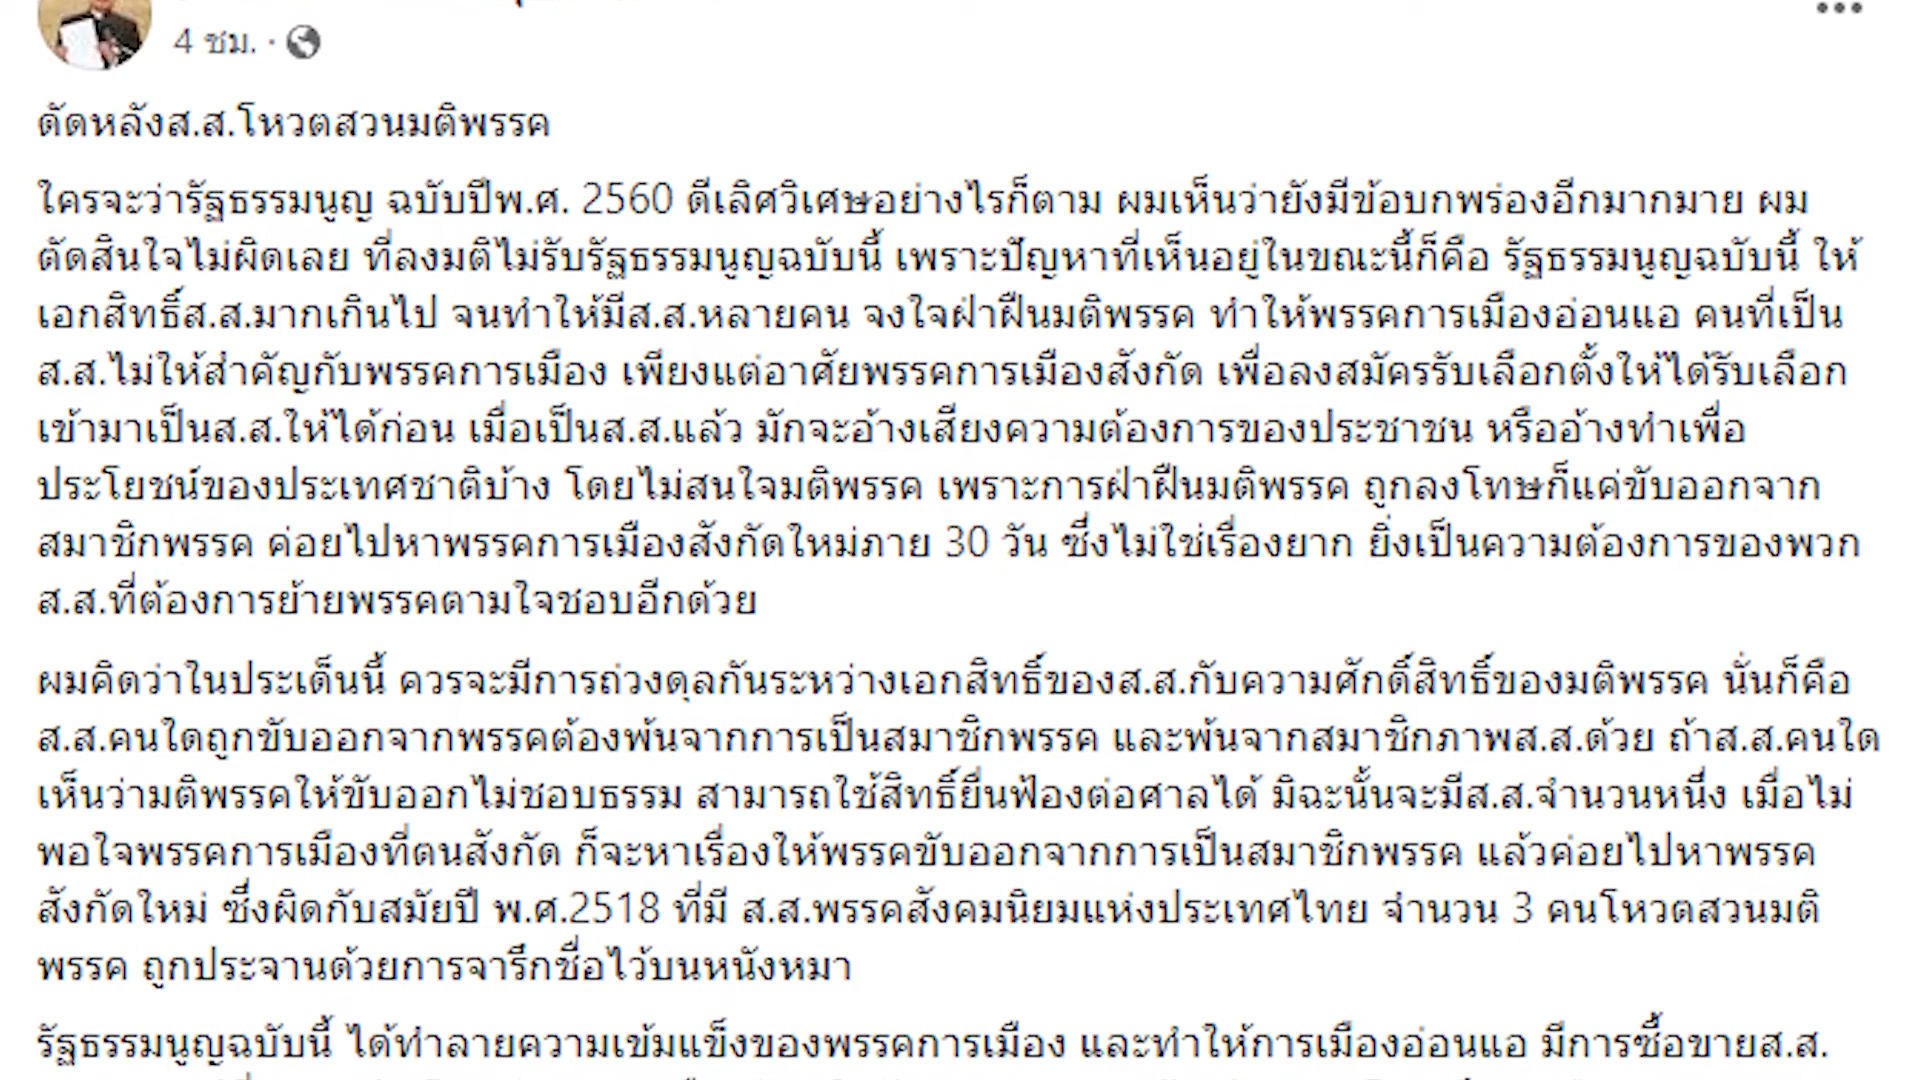 4 ชม.
ดัดหลังส.ส.โหวตสวนมติพรรค
ใครจะว่ารัฐธรรมนูญ ฉบับปีพ.ศ. 2560 ดีเลิศวิเศษอย่างไรก็ตาม ผมเห็นว่ายังมีข้อบกพร่องอีกมากมาย ผม
ตัดสินใจไม่ผิดเลย ที่ลงมติไม่รับรัฐธรรมนูญฉบับนี้ เพราะปัญหาที่เห็นอยู่ในขณะนี้ก็คือ รัฐธรรมนูญฉบับนี้ ให้
เอกสิทธิ์ส.ส.มากเกินไป จนทำให้มีส.ส.หลายคน จงใจฝ่าฝืนมติพรรค ทำให้พรรคการเมืองอ่อนแอ คนที่เป็น
ส.ส.ไม่ให้สำคัญกับพรรคการเมือง เพียงแต่อาศัยพรรคการเมืองสังกัด เพื่อลงสมัครรับเลือกตั้งให้ได้รับเลือก
เข้ามาเป็นส.ส.ให้ได้ก่อน เมื่อเป็นส.ส.แล้ว มักจะอ้างเสียงความต้องการของประชาชน หรืออ้างทำเพื่อ
ประโยชน์ของประเทศชาติบ้าง โดยไม่สนใจมติพรรค เพราะการฝ่าฝืนมติพรรค ถูกลงโทษก็แค่ขับออกจาก
สมาชิกพรรค ค่อยไปหาพรรคการเมืองสังกัดใหม่ภาย 30 วัน ซึ่งไม่ใช่เรื่องยาก ยิ่งเป็นความต้องการของพวก
ส.ส.ที่ต้องการย้ายพรรคตามใจชอบอีกด้วย
ผมคิดว่าในประเด็นนี้ ควรจะมีการถ่วงดุลกันระหว่างเอกสิทธิ์ของส.ส.กับความศักดิ์สิทธิ์ของมติพรรค นั่นก็คือ
ส.ส.คนใดถูกขับออกจากพรรคต้องพ้นจากการเป็นสมาชิกพรรค และพ้นจากสมาชิกภาพส.ส.ด้วย ถ้าส.ส.คนใด
เห็นว่ามติพรรคให้ขับออกไม่ชอบธรรม สามารถใช้สิทธิ์ยื่นฟ้องต่อศาลได้ มิฉะนั้นจะมีส.ส.จำนวนหนึ่ง เมื่อไม่
พอใจพรรคการเมืองที่ตนสังกัด ก็จะหาเรื่องให้พรรคขับออกจากการเป็นสมาชิกพรรค แล้วค่อยไปหาพรรค
สังกัดใหม่ ซึ่งผิดกับสมัยปี พ.ศ.2518 ที่มี ส.ส.พรรคสังคมนิยมแห่งประเทศไทย จำนวน 3 คนโหวตสวนมติ
พรรค ถูกประจานด้วยการจารึกชื่อไว้บนหนังหมา
รัฐธรรมนูญฉบับนี้ ได้ทำลายความเข้มแข็งของพรรคการเมือง และทำให้การเมืองอ่อนแอ มีการซื้อขายส.ส.